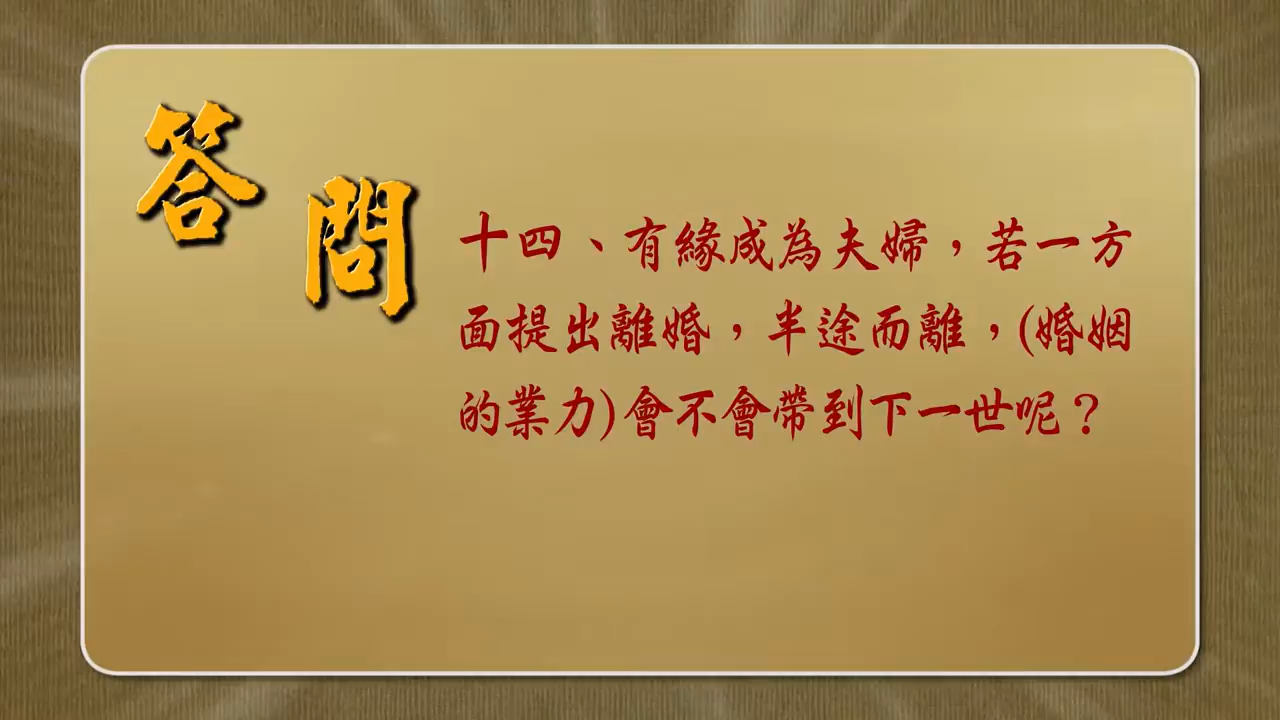 答問
十四、有緣成為夫婦，若一方
面提出離婚，半途而離，(婚姻
的業力)會不會帶到下一世呢？